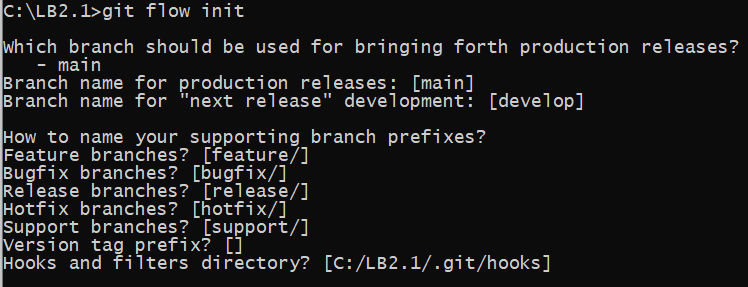 C:\LB2.1>git flow init
Which branch should be used for bringing forth production releases?
- main
Branch name for production releases: [main]
Branch name for "next release" development: [develop]
How to name your supporting branch prefixes?
Feature branches? [feature/]
Bugfix branches? [bugfix/]
Release branches? [release/]
Hotfix branches? [hotfix/]
Support branches? [support/]
Version tag prefix? []
Hooks and filters directory? [C:/LB2.1/.git/hooks]